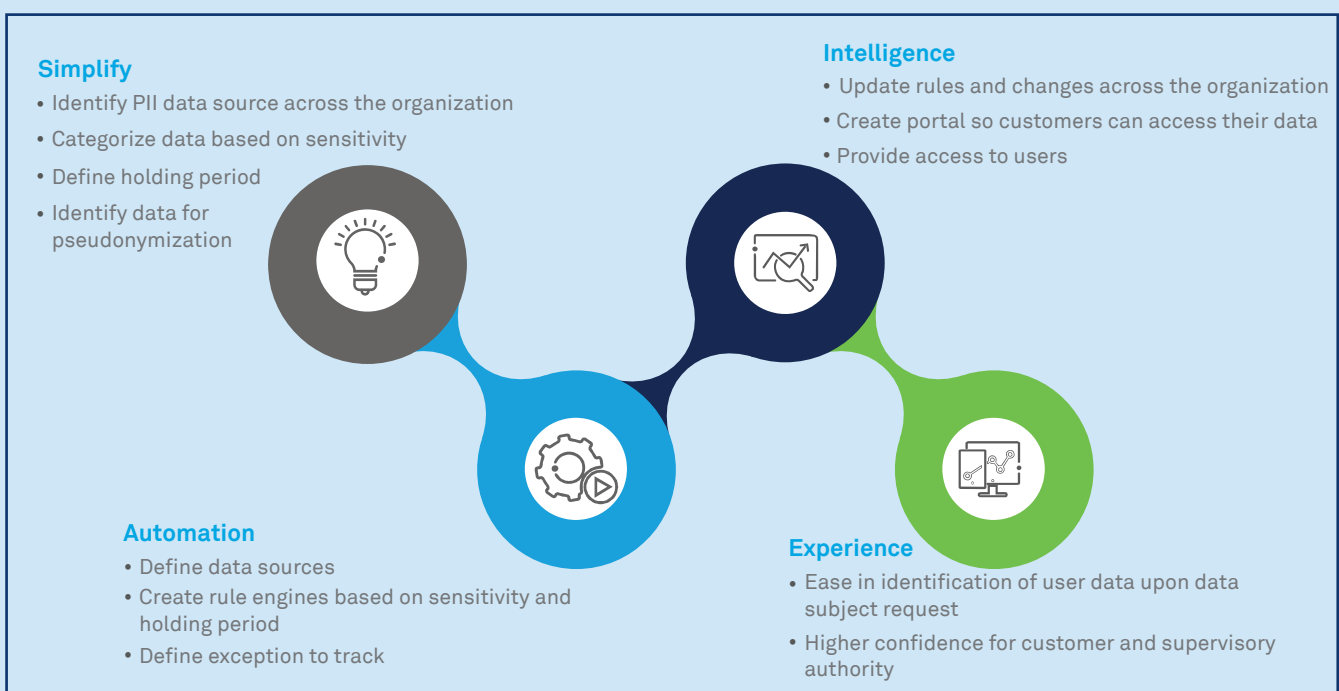 Simplify
• Identify PII data source across the organization
• Categorize data based on sensitivity
• Define holding period
• Identify data for
pseudonymization
Intelligence
• Update rules and changes across the organization
• Create portal so customers can access their data
• Provide access to users
Automation
• Define data sources
• Create rule engines based on sensitivity and
holding period
• Define exception to track
Experience
• Ease in identification of user data upon data
subject request
• Higher confidence for customer and supervisory
authority